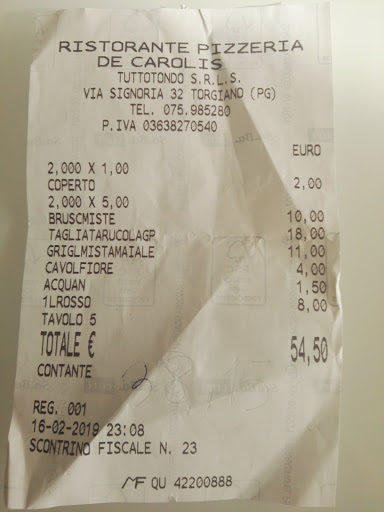 RISTORANTE PIZZERIA
DE CAROLIS
TUTTOTONDO S.R.L.S.
VIA SIGNORIA 32 TORGIANO (PG)
TEL. 075.985280
P.IVA 03638270540
EURO
2,000 X 1,00
COPERTO 2,00
2,000 X 5,00
BRUSCMISTE 10,00
TAGLIATARUCOLAGP 18,00
GRIGLMISTAMAIALE 11,00
CAVOLFIORE 4,00
ACQUAN 1,50
1LROSSO 8,00
TAVOLO 5
TOTALE € 54,50
CONTANTE
REG. 001
16-02-2019 23:08
SCONTRINO FISCALE N. 23
MF QU 42200888